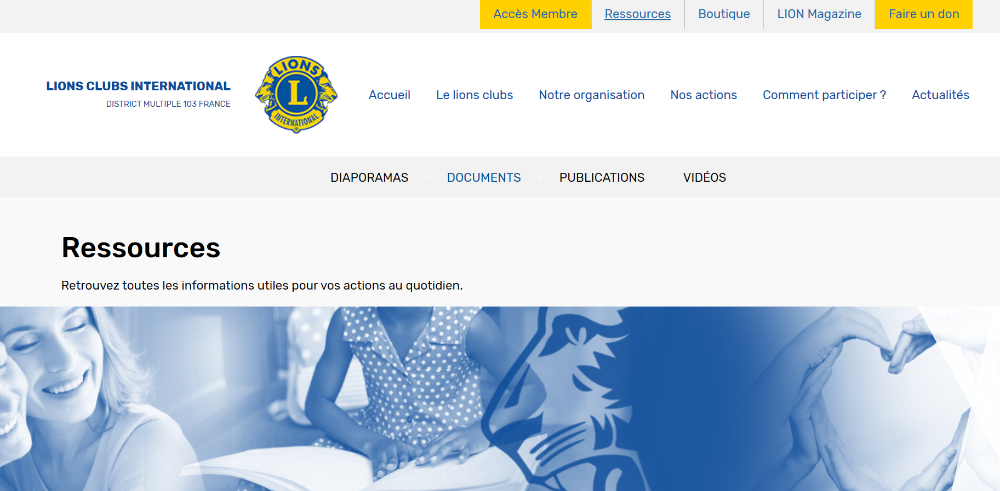 Accès Membre
Ressources
Boutique
LION Magazine
Faire un don
LIONS CLUBS INTERNATIONAL
DISTRICT MULTIPLE 103 FRANCE
LIONS
L
INTERNATIONAL
®
Accueil
Le lions clubs
Notre organisation
Nos actions
Comment participer ?
Actualités
- DIAPORAMAS - DOCUMENTS - PUBLICATIONS - VIDÉOS
Ressources
Retrouvez toutes les informations utiles pour vos actions au quotidien.